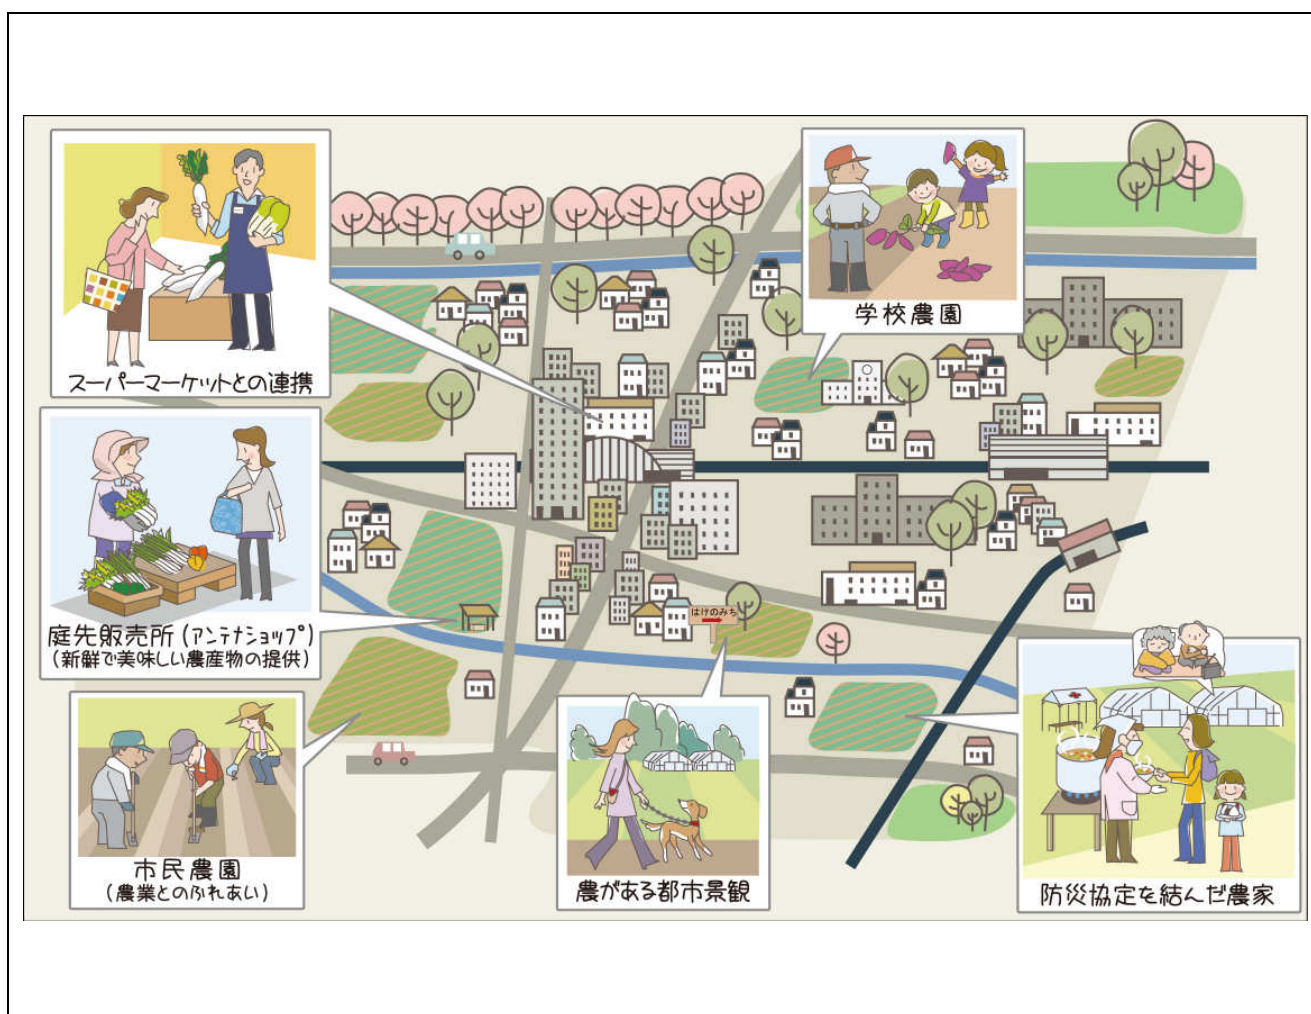 スーパーマーケットとの連携
学校農園
庭先販売所(アンテナショップ)
(新鮮で美味しい農産物の提供)
はけのみち
市民農園
(農業とのふれあい)
農がある都市景観
防災協定を結んだ農家